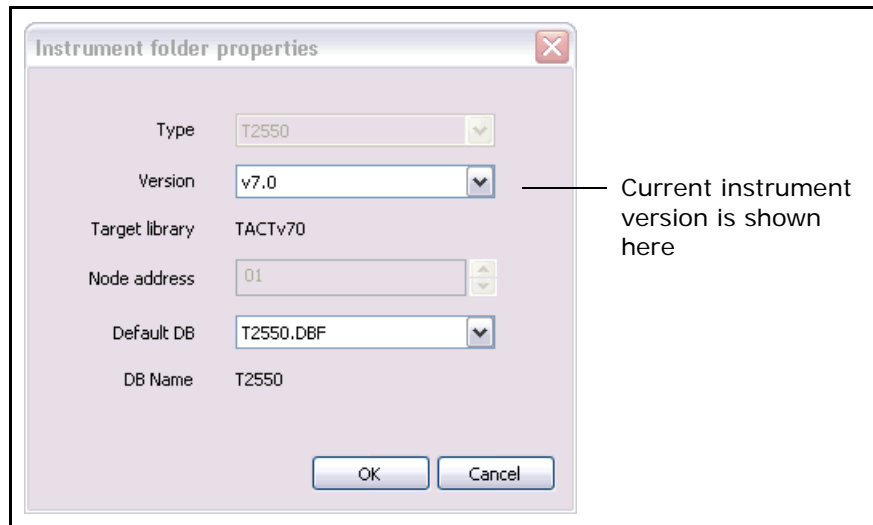 Instrument folder properties
Type T2550
Version v7.0
Current instrument
version is shown
here
Target library TACTv70
Node address 01
Default DB T2550.DBF
DB Name T2550
OK Cancel